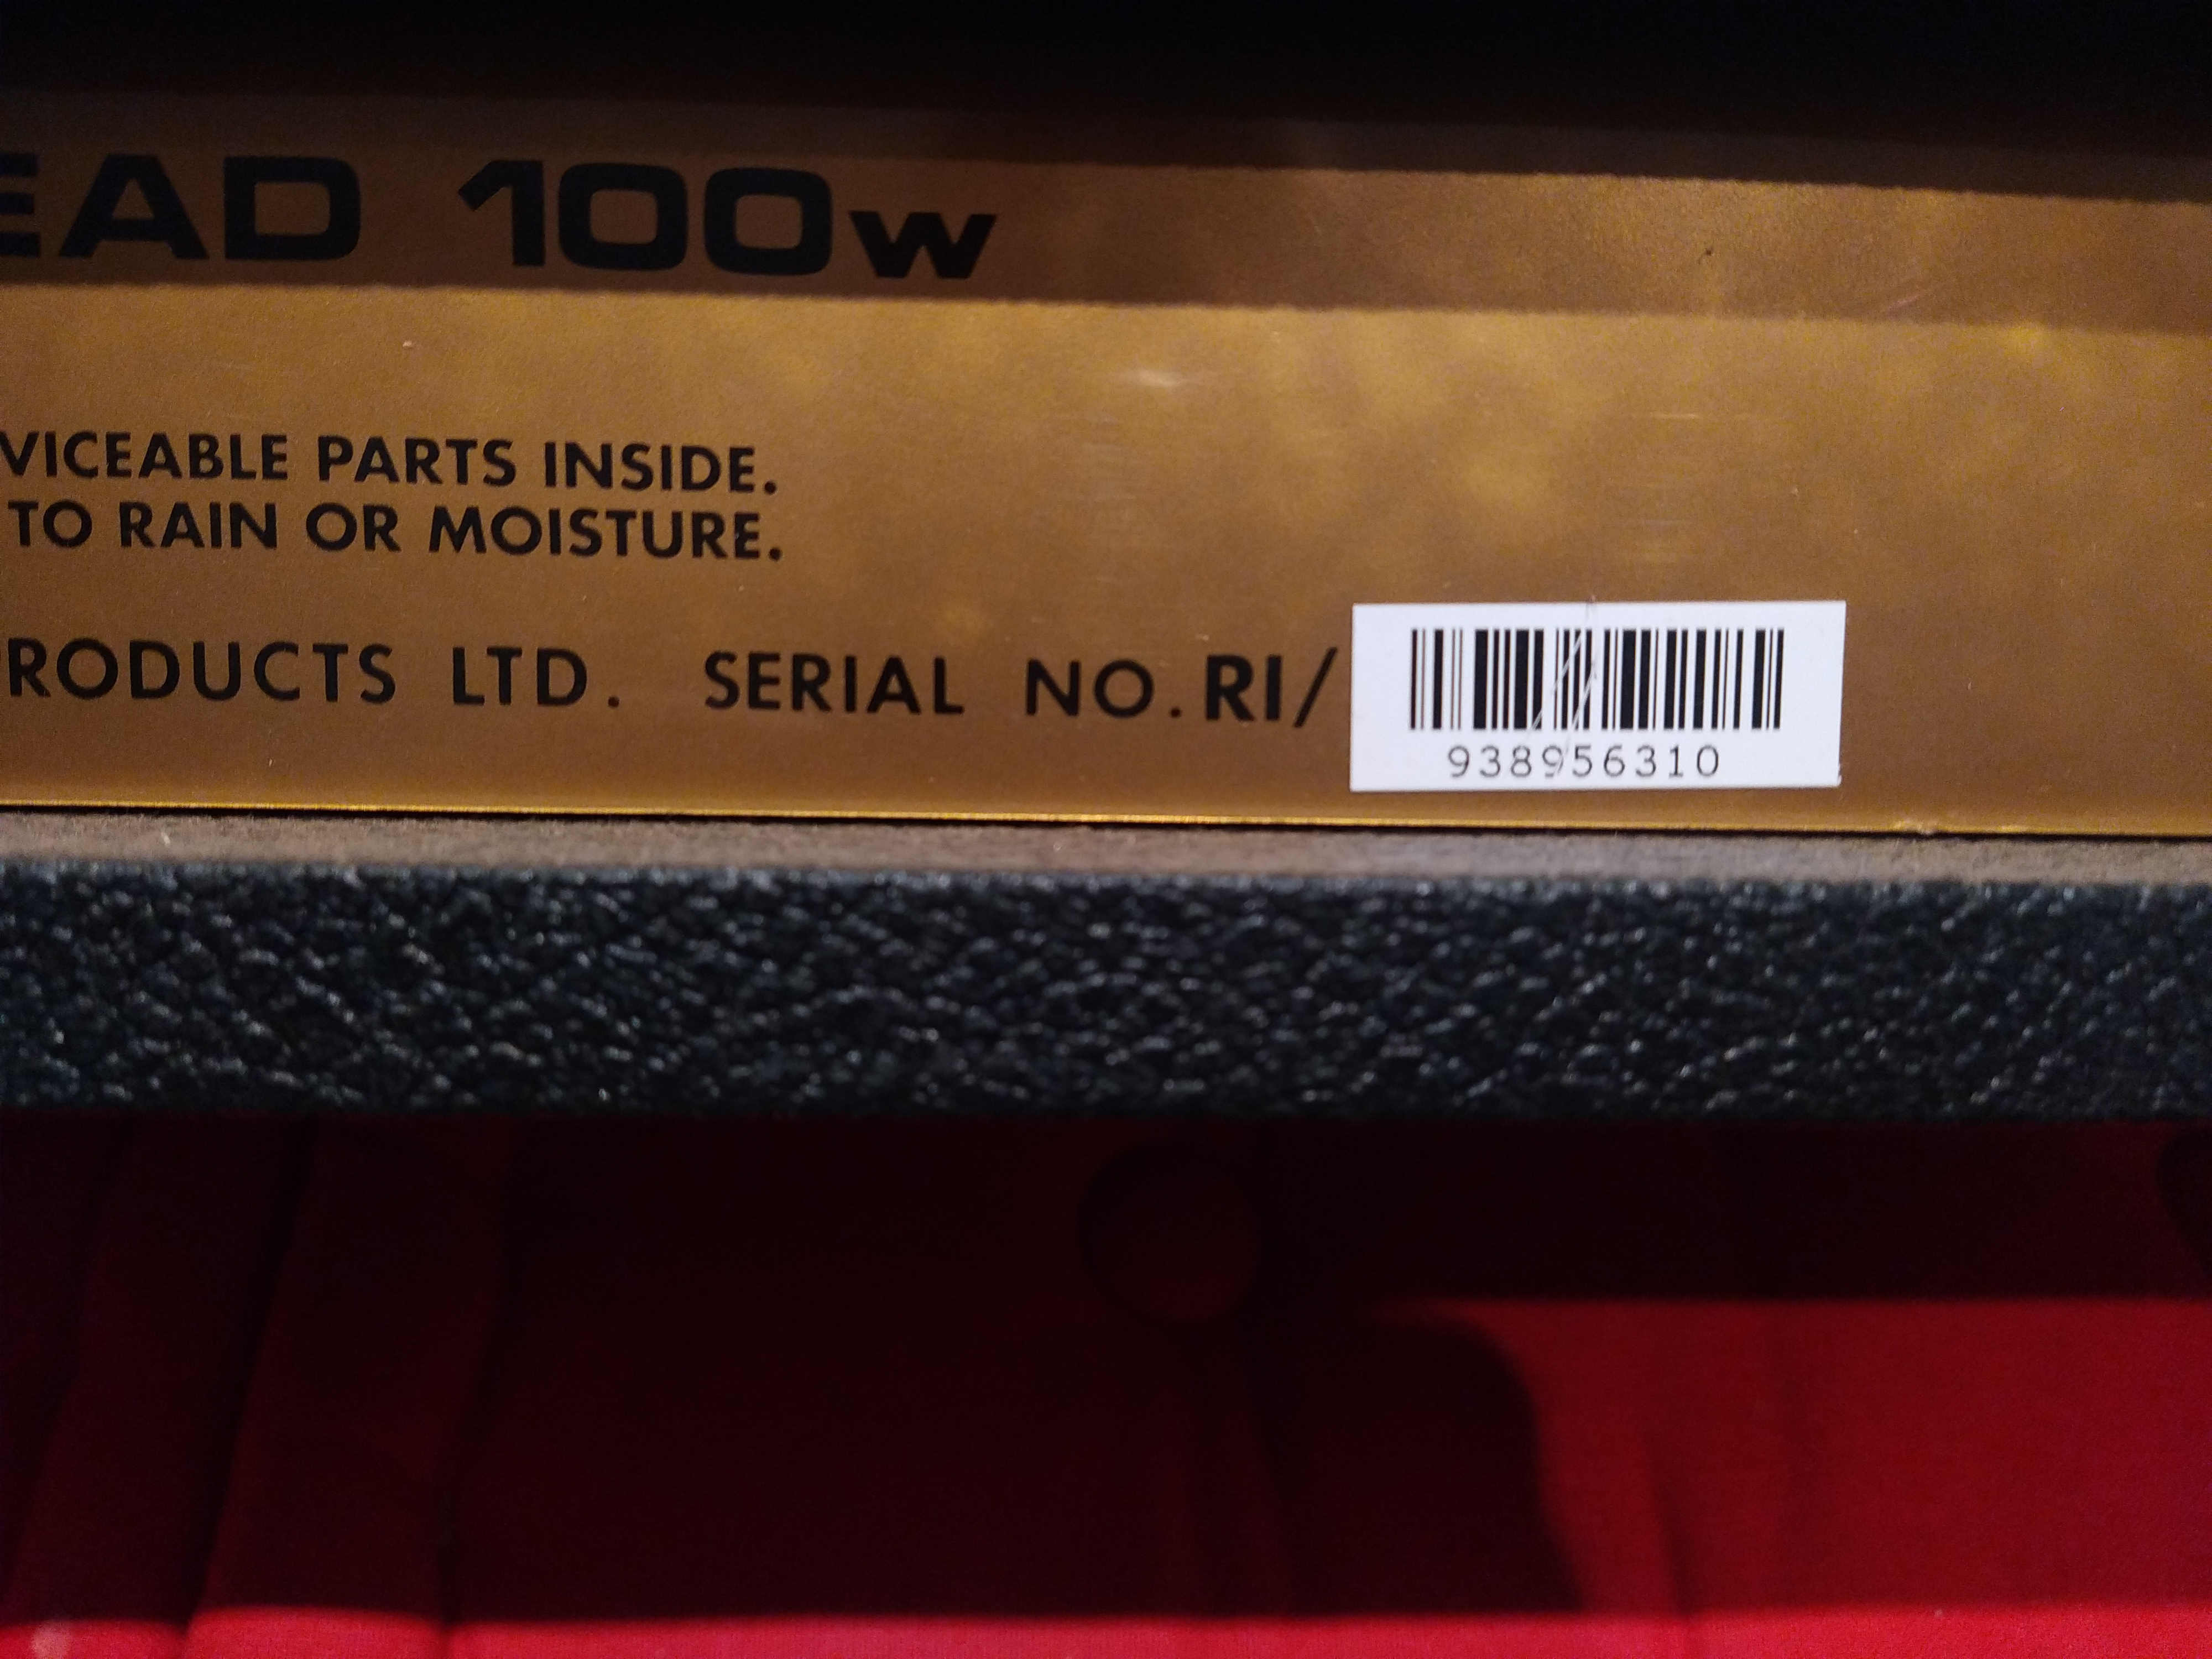 EAD 100w
VICEABLE PARTS INSIDE.
TO RAIN OR MOISTURE.
RODUCTS LTD. SERIAL NO.RI/
938956310